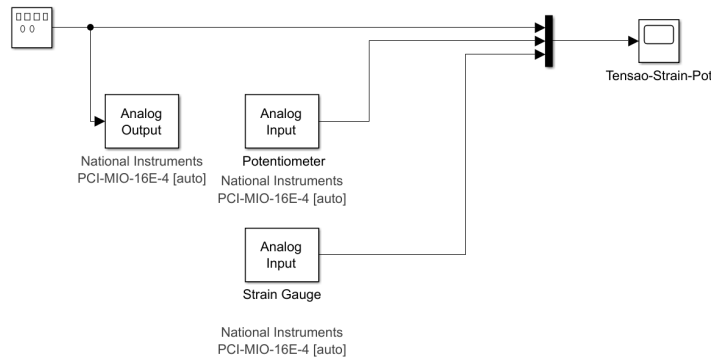 Analog
Output
National Instruments
PCI-MIO-16E-4 [auto]
Analog
Input
Potentiometer
National Instruments
PCI-MIO-16E-4 [auto]
Analog
Input
Strain Gauge
National Instruments
PCI-MIO-16E-4 [auto]
Tensao-Strain-Pot